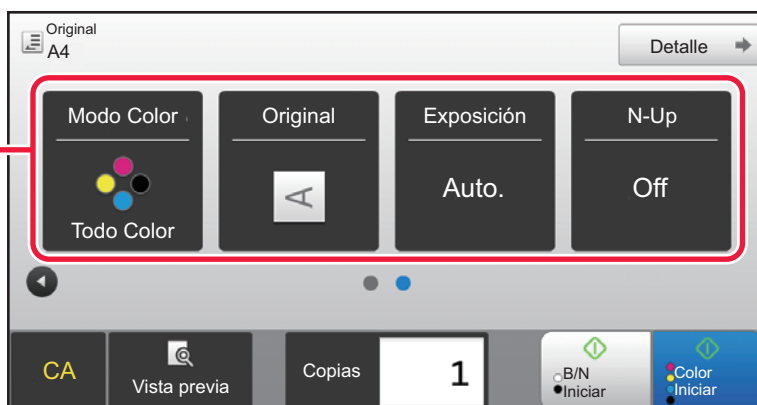 Original
A4
Detalle
Modo Color
Original
Exposición
N-Up
A
Auto.
Off
Todo Color
CA
Vista previa
Copias
1
B/N
Iniciar
Color
Iniciar